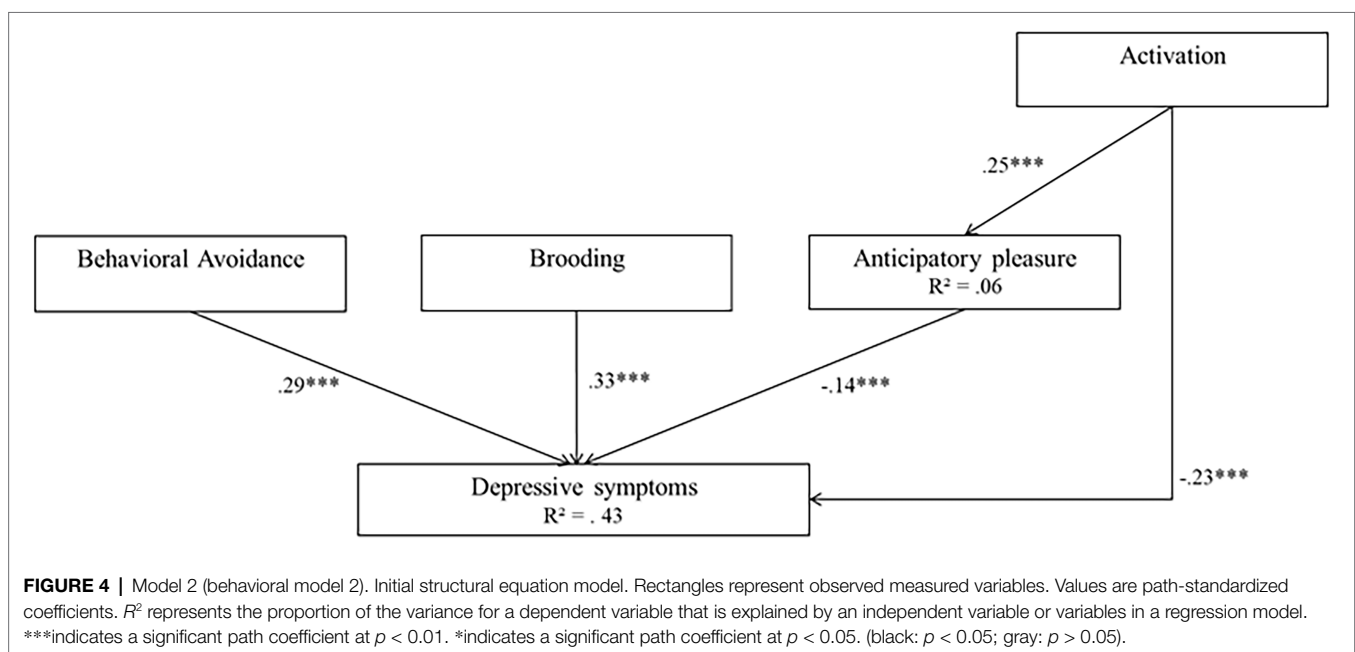 Activation
.25***
Behavioral Avoidance
Brooding
Anticipatory pleasure
R² = .06
.29***
.33***
-.14***
-.23***
Depressive symptoms
R² = . 43
FIGURE 4 | Model 2 (behavioral model 2). Initial structural equation model. Rectangles represent observed measured variables. Values are path-standardized
coefficients. R² represents the proportion of the variance for a dependent variable that is explained by an independent variable or variables in a regression model.
***indicates a significant path coefficient at p < 0.01. *indicates a significant path coefficient at p < 0.05. (black: p < 0.05; gray: p > 0.05).